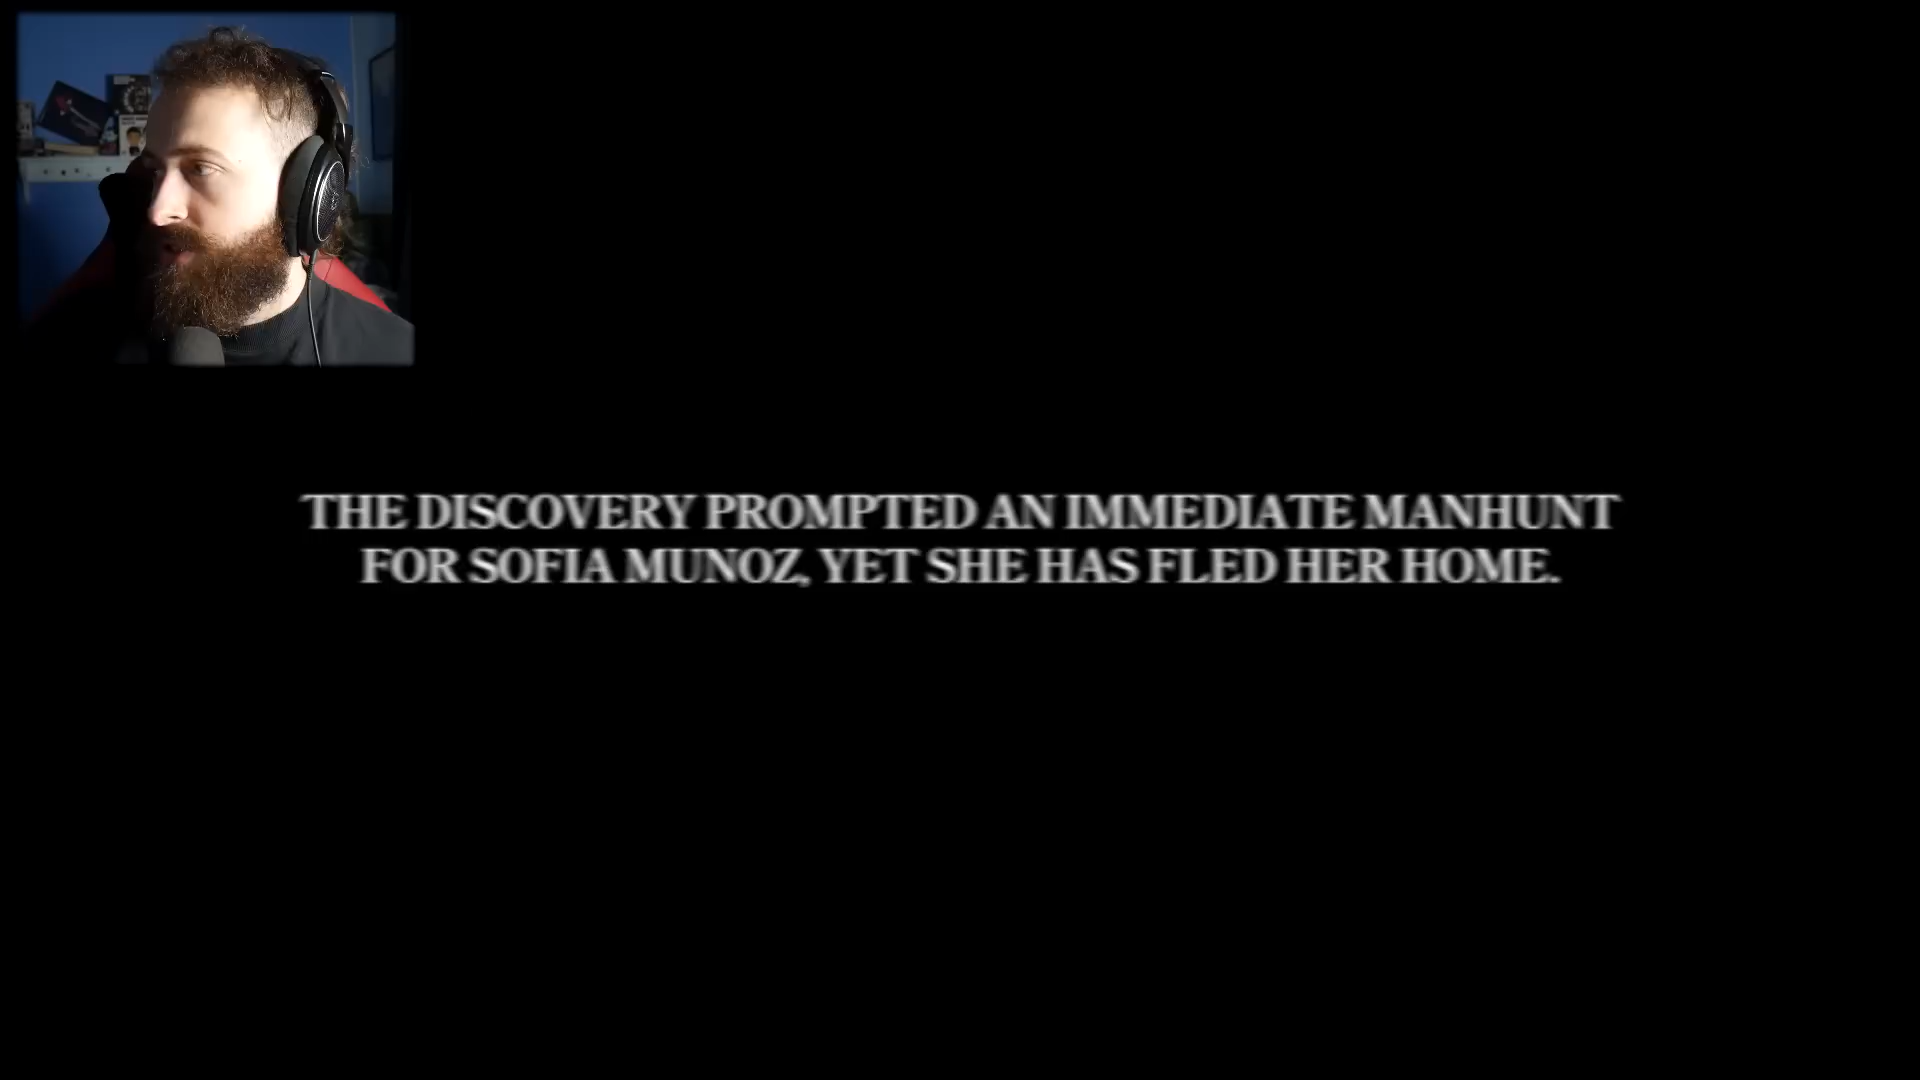 THE DISCOVERY PROMPTED AN IMMEDIATE MANHUNT
FOR SOFIA MUNOZ, YET SHE HAS FLED HER HOME.